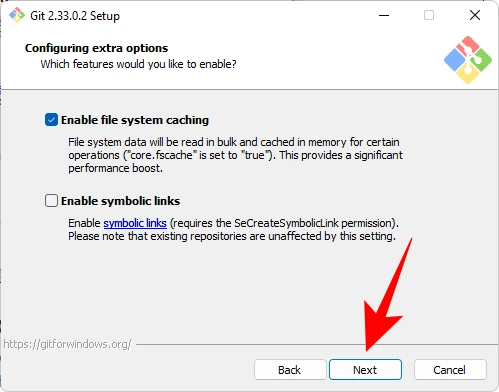 Git 2.33.0.2 Setup
Configuring extra options
Which features would you like to enable?
Enable file system caching
File system data will be read in bulk and cached in memory for certain
operations ("core.fscache" is set to "true"). This provides a significant
performance boost.
Enable symbolic links
Enable symbolic links (requires the SeCreateSymbolicLink permission).
Please note that existing repositories are unaffected by this setting.
https://gitforwindows.org/
Back Next Cancel